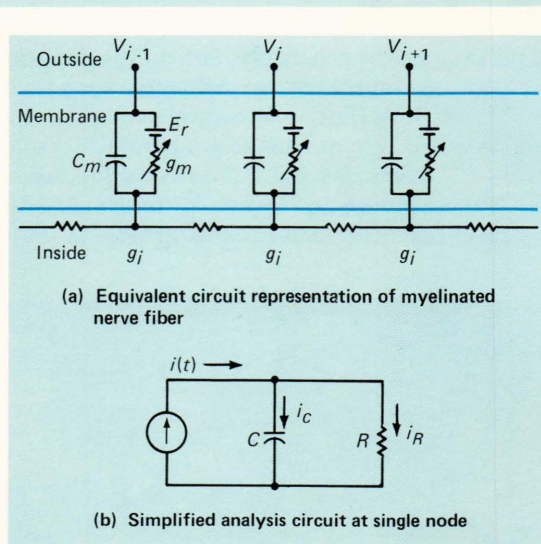 Outside V_{i-1} V_i V_{i+1}
Membrane
E_r
C_m g_m
Inside g_i g_i g_i
(a) Equivalent circuit representation of myelinated
nerve fiber
i(t)
C i_C R i_R
(b) Simplified analysis circuit at single node